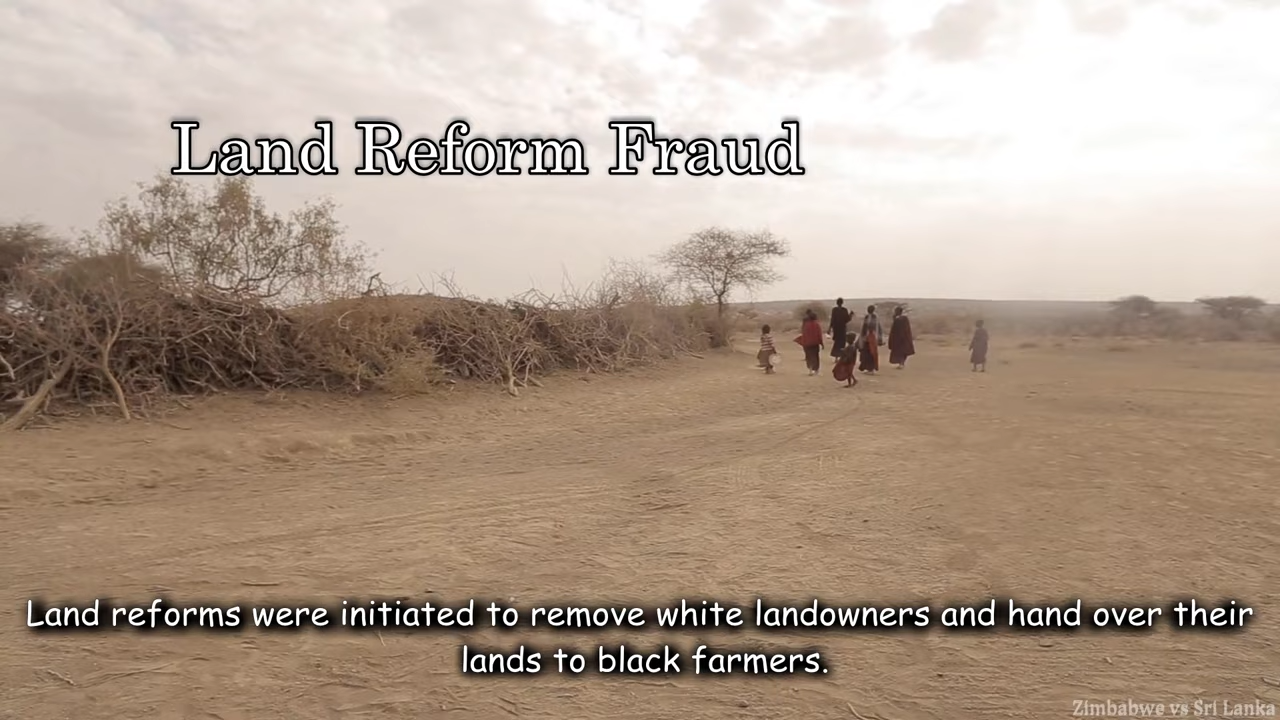 Land Reform Fraud
Land reforms were initiated to remove white landowners and hand over their
lands to black farmers.
Zimbabwe vs Sri Lanka